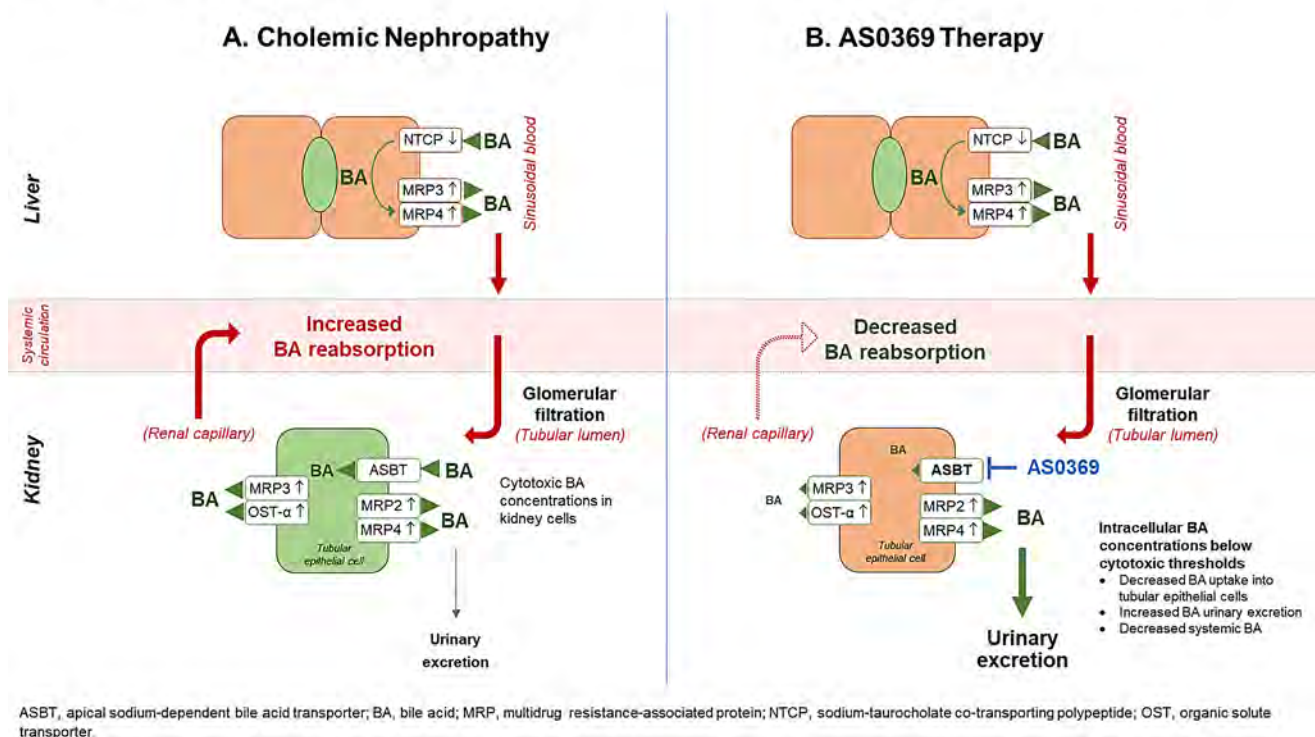 A. Cholemic Nephropathy
B. AS0369 Therapy
Liver
NTCP ↓
BA
BA
MRP3 ↑
MRP4 ↑
BA
Sinusoidal blood
NTCP ↓
BA
BA
MRP3 ↑
MRP4 ↑
BA
Sinusoidal blood
Systemic
circulation
Increased
BA reabsorption
Decreased
BA reabsorption
Kidney
(Renal capillary)
Glomerular
filtration
(Tubular lumen)
BA
ASBT
BA
BA
MRP3 ↑
OST-α ↑
MRP2 ↑
MRP4 ↑
BA
Tubular
epithelial cell
Cytotoxic BA
concentrations in
kidney cells
Urinary
excretion
(Renal capillary)
Glomerular
filtration
(Tubular lumen)
BA
ASBT
AS0369
BA
MRP3 ↑
OST-α ↑
MRP2 ↑
MRP4 ↑
BA
Tubular
epithelial cell
Intracellular BA
concentrations below
cytotoxic thresholds
• Decreased BA uptake into
tubular epithelial cells
• Increased BA urinary excretion
• Decreased systemic BA
Urinary
excretion
ASBT, apical sodium-dependent bile acid transporter; BA, bile acid; MRP, multidrug resistance-associated protein; NTCP, sodium-taurocholate co-transporting polypeptide; OST, organic solute
transporter.